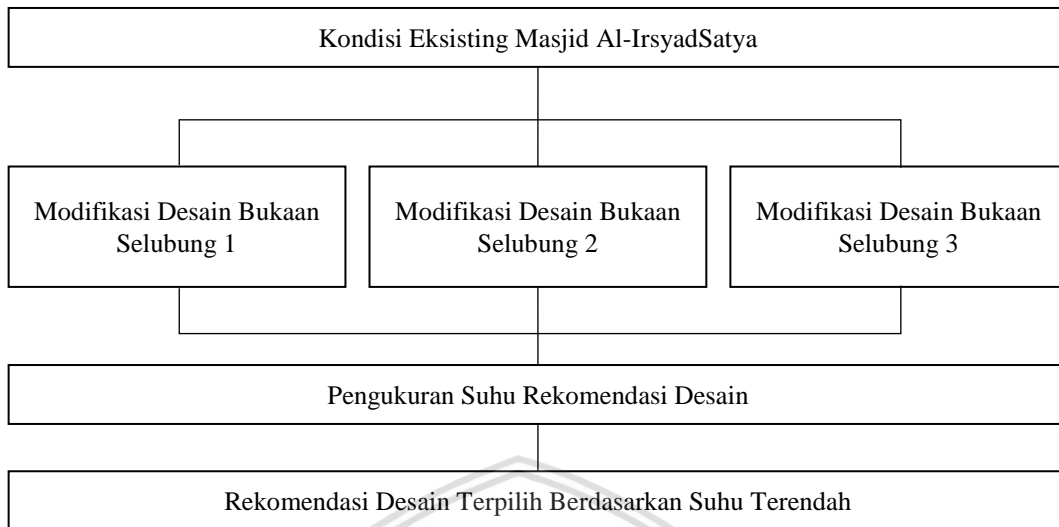 Kondisi Eksisting Masjid Al-IrsyadSatya
Modifikasi Desain Bukaan
Selubung 1
Modifikasi Desain Bukaan
Selubung 2
Modifikasi Desain Bukaan
Selubung 3
Pengukuran Suhu Rekomendasi Desain
Rekomendasi Desain Terpilih Berdasarkan Suhu Terendah